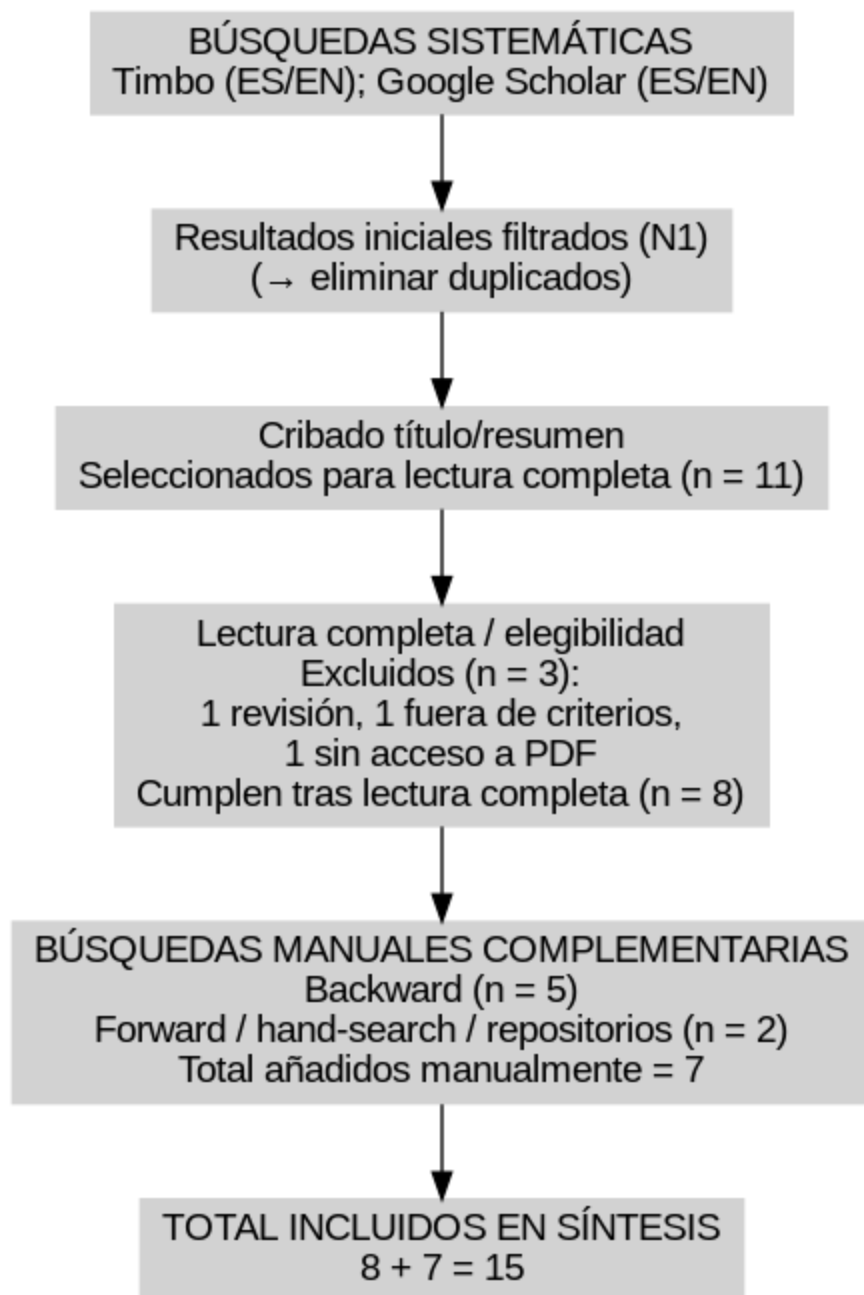 BÚSQUEDAS SISTEMÁTICAS
Timbo (ES/EN); Google Scholar (ES/EN)
Resultados iniciales filtrados (N1)
(→ eliminar duplicados)
Cribado título/resumen
Seleccionados para lectura completa (n = 11)
Lectura completa / elegibilidad
Excluidos (n = 3):
1 revisión, 1 fuera de criterios,
1 sin acceso a PDF
Cumplen tras lectura completa (n = 8)
BÚSQUEDAS MANUALES COMPLEMENTARIAS
Backward (n = 5)
Forward / hand-search / repositorios (n = 2)
Total añadidos manualmente = 7
TOTAL INCLUIDOS EN SÍNTESIS
8 + 7 = 15